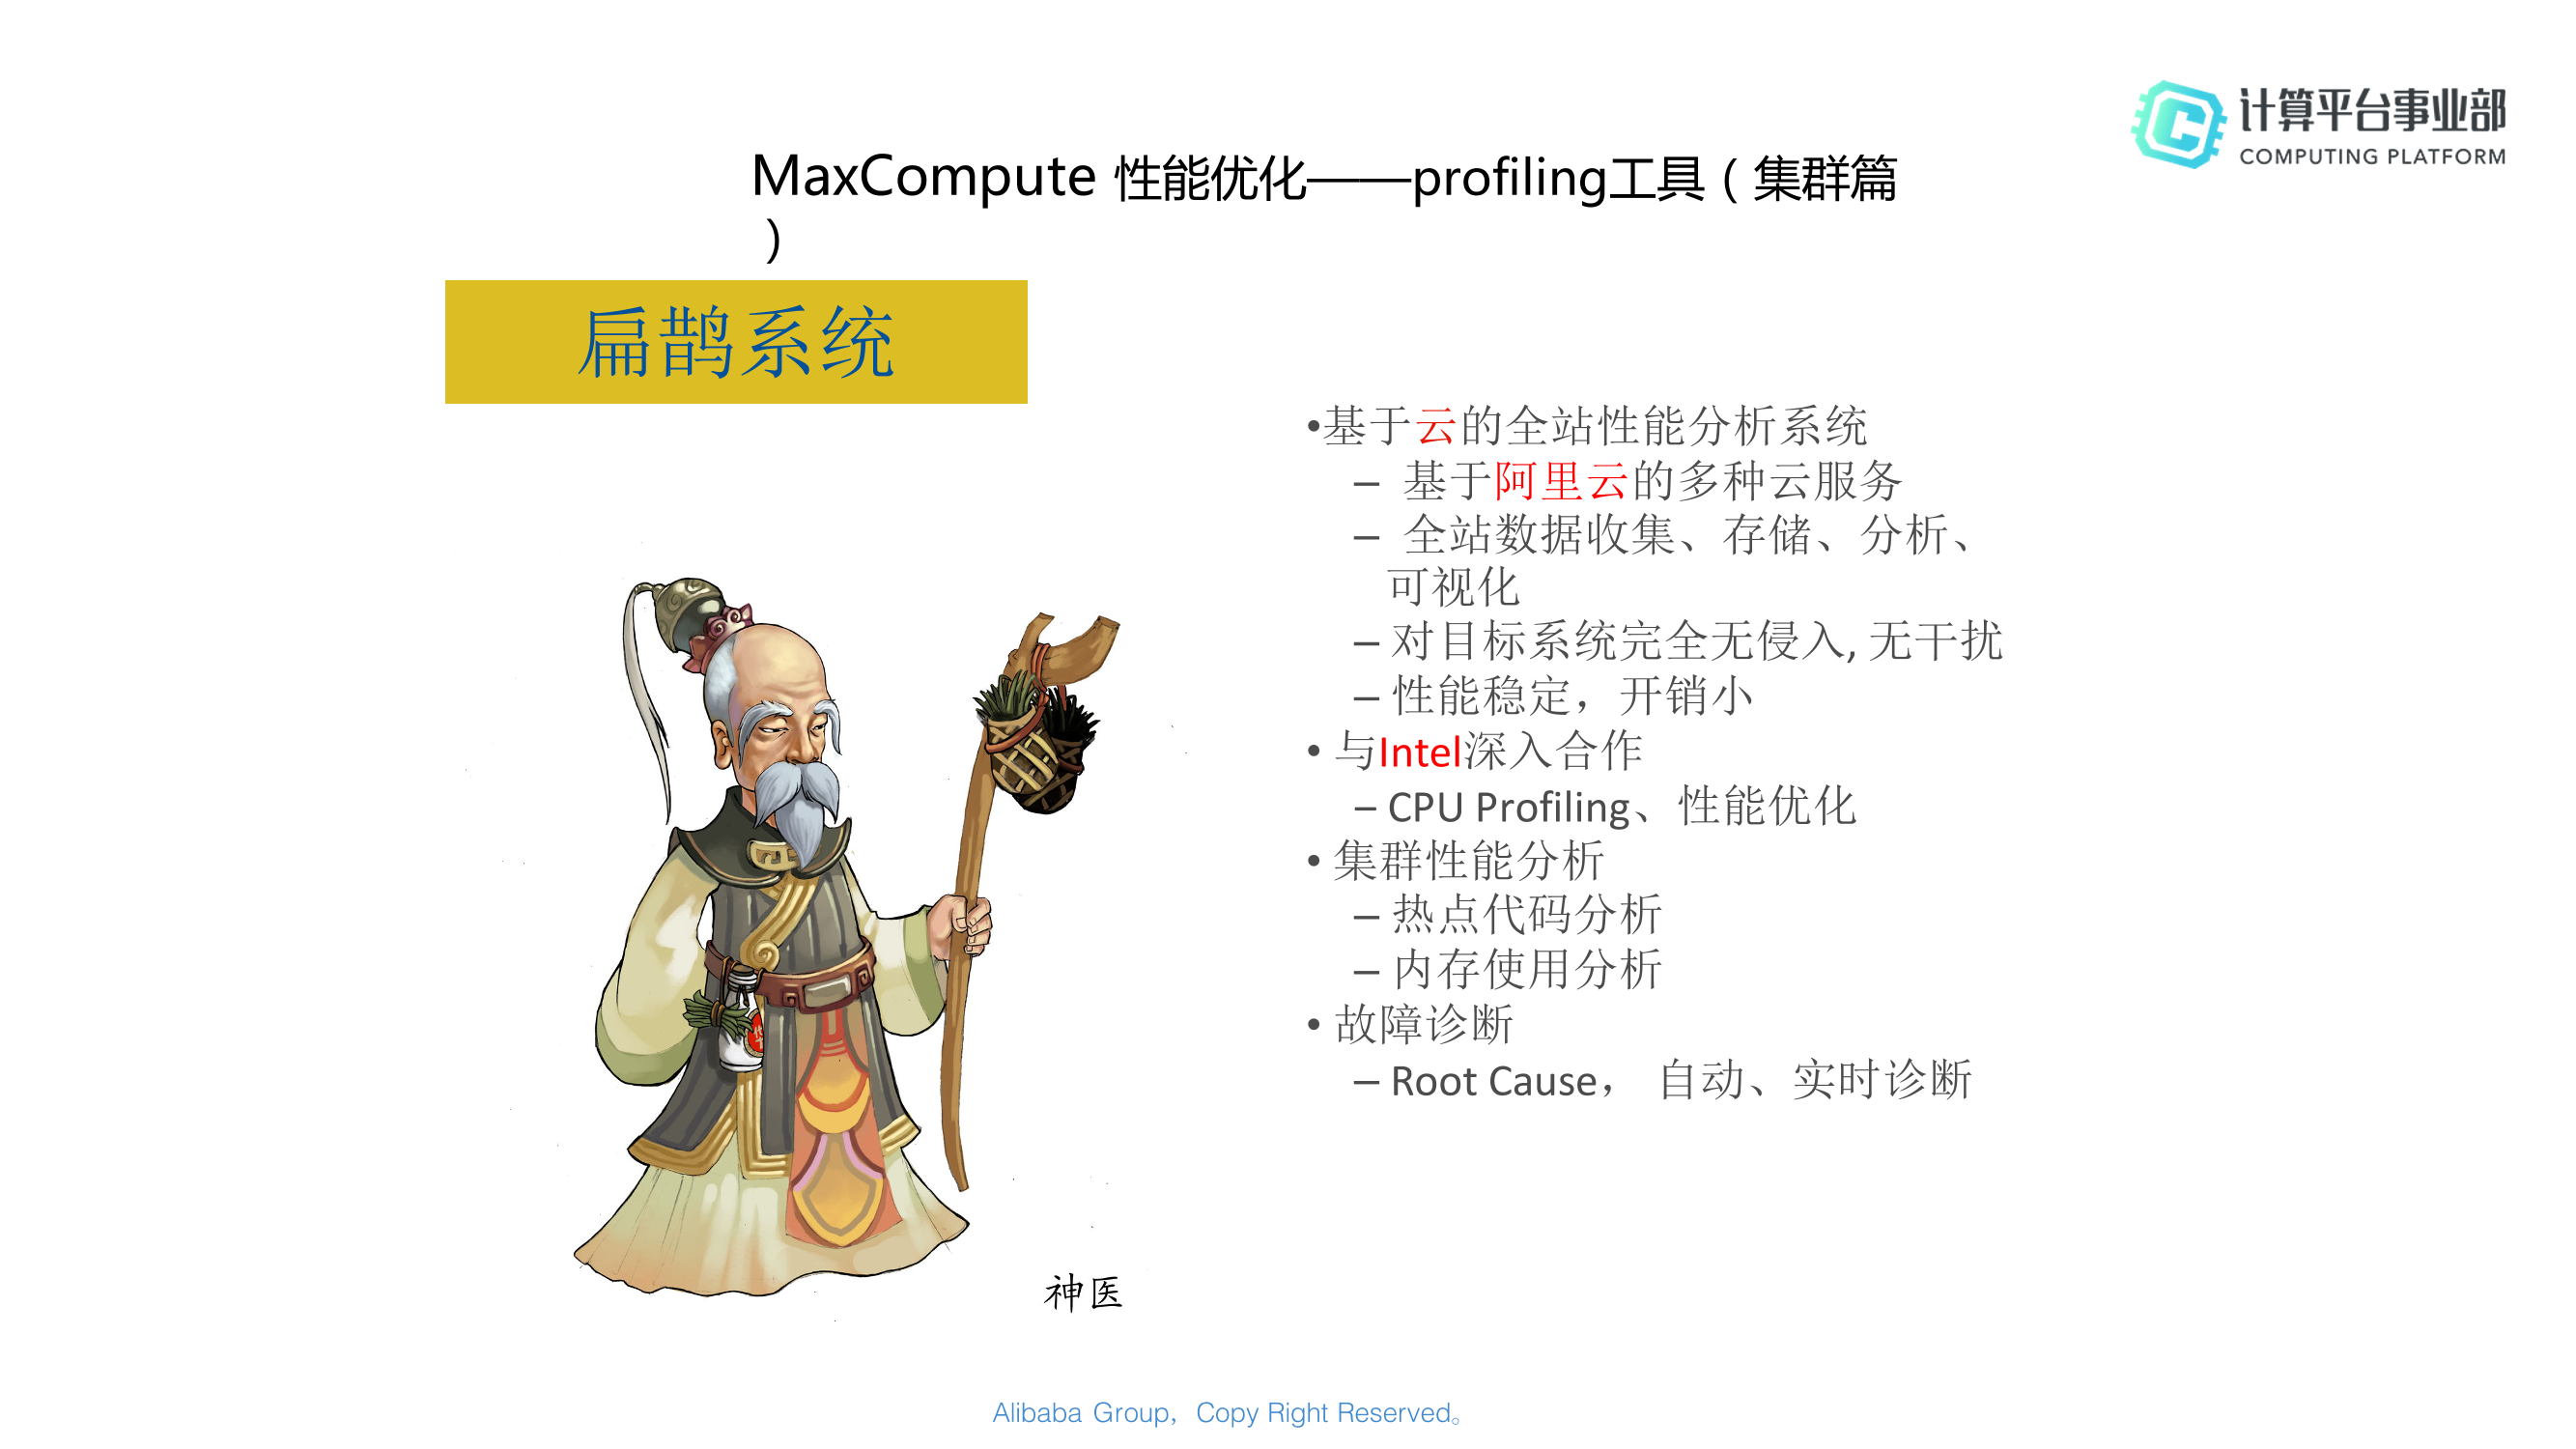 计算平台事业部
COMPUTING PLATFORM
MaxCompute 性能优化——profiling工具（集群篇
）
扁鹊系统
•基于云的全站性能分析系统
– 基于阿里云的多种云服务
– 全站数据收集、存储、分析、
可视化
– 对目标系统完全无侵入, 无干扰
– 性能稳定，开销小
• 与Intel深入合作
– CPU Profiling、性能优化
• 集群性能分析
– 热点代码分析
– 内存使用分析
• 故障诊断
– Root Cause， 自动、实时诊断
神医
Alibaba Group，Copy Right Reserved。